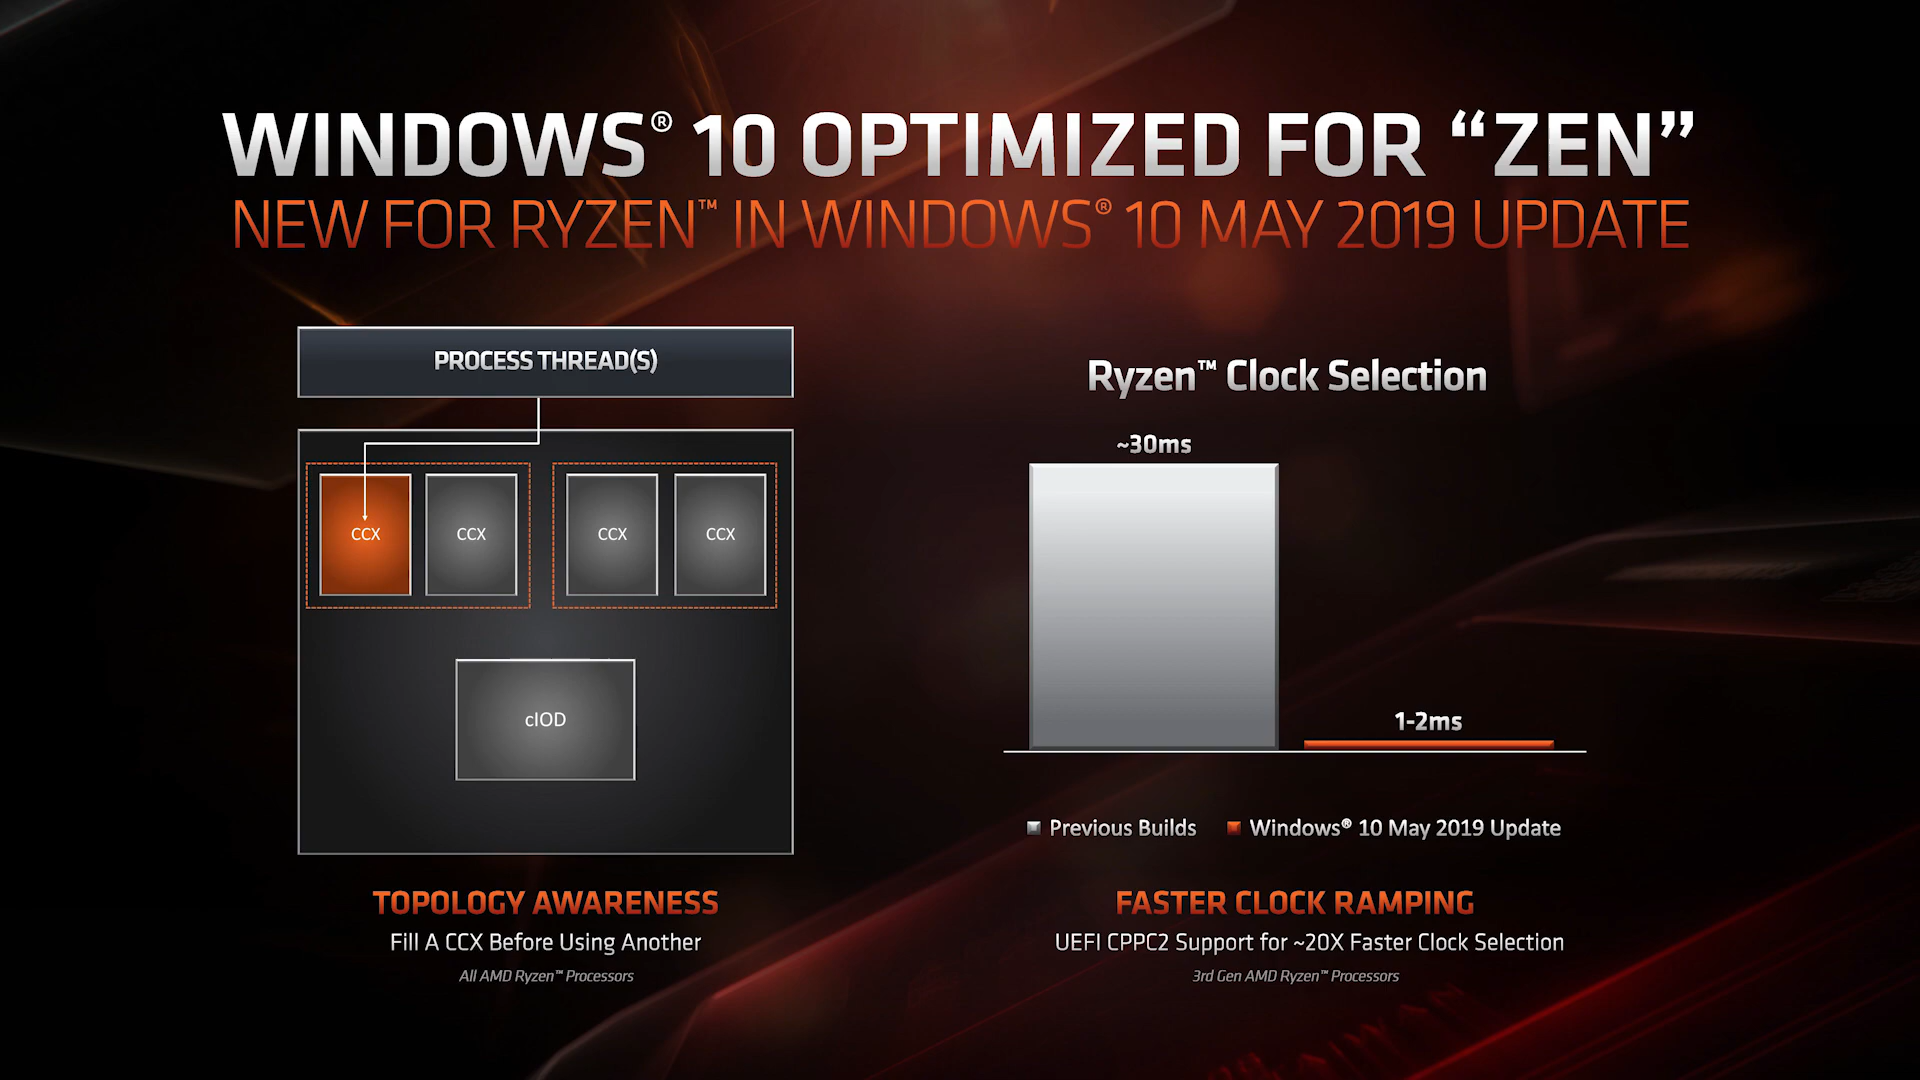 WINDOWS® 10 OPTIMIZED FOR “ZEN”
NEW FOR RYZEN™ IN WINDOWS® 10 MAY 2019 UPDATE
PROCESS THREAD(S)
CCX
CCX
CCX
CCX
cIOD
TOPOLOGY AWARENESS
Fill A CCX Before Using Another
All AMD Ryzen™ Processors
Ryzen™ Clock Selection
~30ms
1-2ms
Previous Builds
Windows® 10 May 2019 Update
FASTER CLOCK RAMPING
UEFI CPPC2 Support for ~20X Faster Clock Selection
3rd Gen AMD Ryzen™ Processors